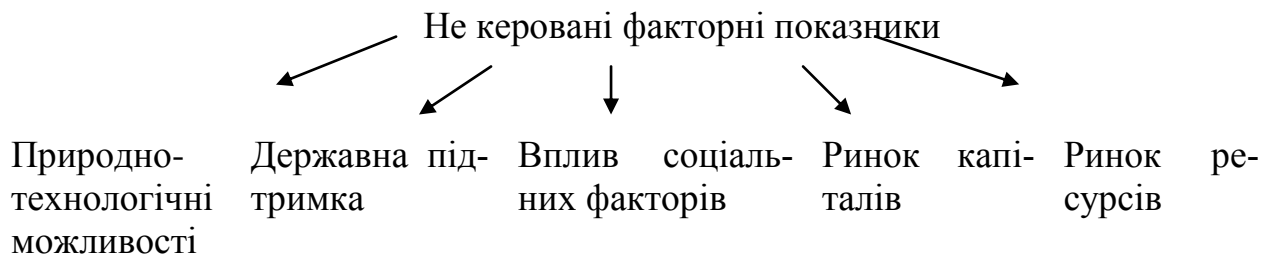 Не керовані факторні показники
Природно-
технологічні
можливості
Державна під-
тримка
Вплив соціаль-
них факторів
Ринок капі-
талів
Ринок ре-
сурсів